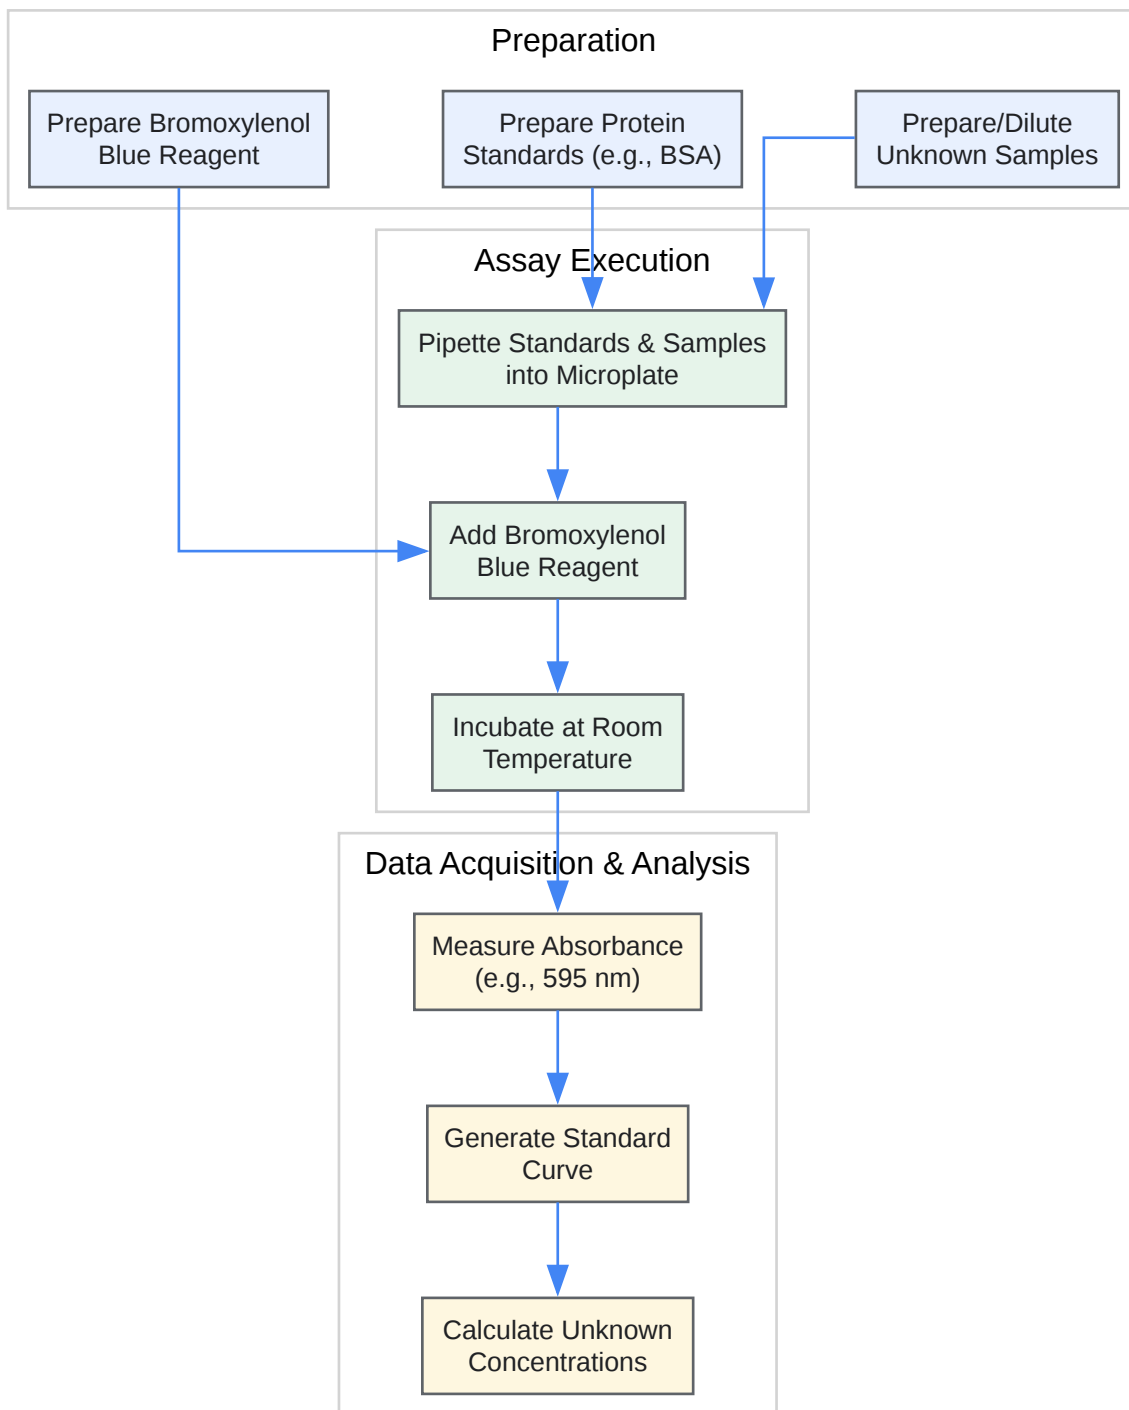 Preparation
Prepare Bromoxylenol
Blue Reagent
Prepare Protein
Standards (e.g., BSA)
Prepare/Dilute
Unknown Samples
Assay Execution
Pipette Standards & Samples
into Microplate
Add Bromoxylenol
Blue Reagent
Incubate at Room
Temperature
Data Acquisition & Analysis
Measure Absorbance
(e.g., 595 nm)
Generate Standard
Curve
Calculate Unknown
Concentrations